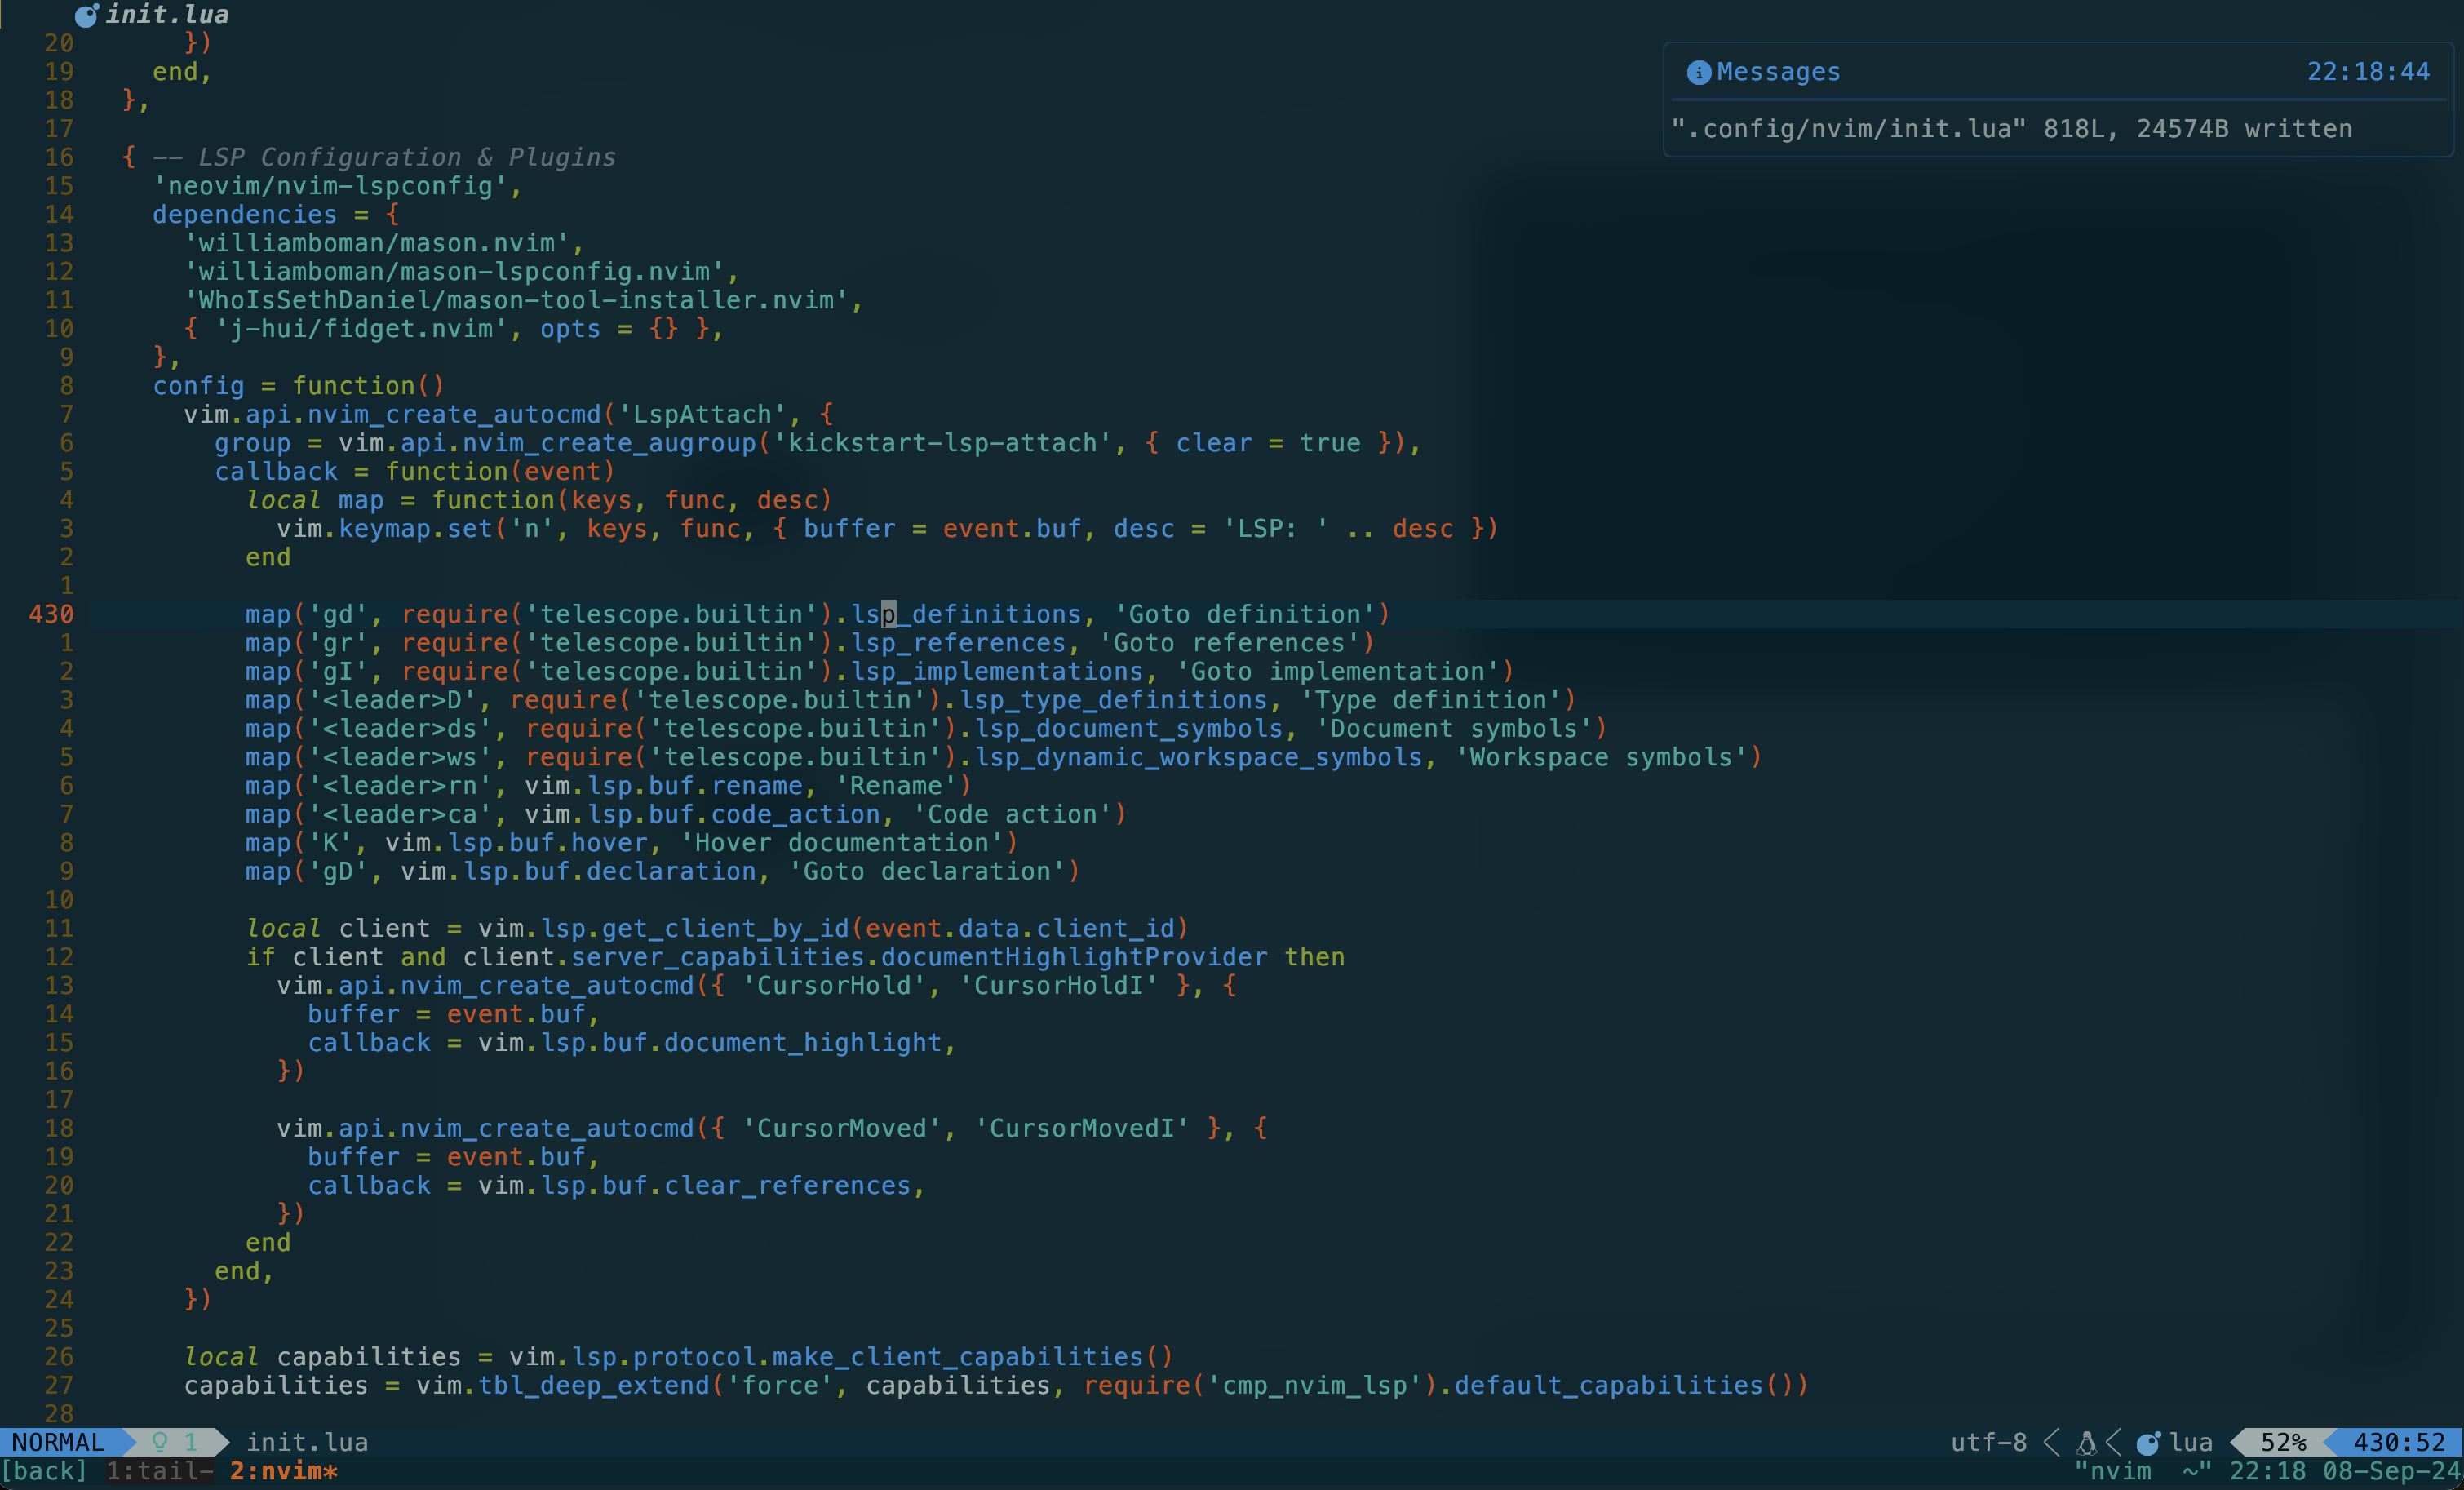 init.lua
20 })
19 end,
18 },
17
16 { -- LSP Configuration & Plugins
15 'neovim/nvim-lspconfig',
14 dependencies = {
13 'williamboman/mason.nvim',
12 'williamboman/mason-lspconfig.nvim',
11 'WhoIsSethDaniel/mason-tool-installer.nvim',
10 { 'j-hui/fidget.nvim', opts = {} },
9 },
8 config = function()
7 vim.api.nvim_create_autocmd('LspAttach', {
6 group = vim.api.nvim_create_augroup('kickstart-lsp-attach', { clear = true }),
5 callback = function(event)
4 local map = function(keys, func, desc)
3 vim.keymap.set('n', keys, func, { buffer = event.buf, desc = 'LSP: ' .. desc })
2 end
1
430 map('gd', require('telescope.builtin').lsp_definitions, 'Goto definition')
1 map('gr', require('telescope.builtin').lsp_references, 'Goto references')
2 map('gI', require('telescope.builtin').lsp_implementations, 'Goto implementation')
3 map('<leader>D', require('telescope.builtin').lsp_type_definitions, 'Type definition')
4 map('<leader>ds', require('telescope.builtin').lsp_document_symbols, 'Document symbols')
5 map('<leader>ws', require('telescope.builtin').lsp_dynamic_workspace_symbols, 'Workspace symbols')
6 map('<leader>rn', vim.lsp.buf.rename, 'Rename')
7 map('<leader>ca', vim.lsp.buf.code_action, 'Code action')
8 map('K', vim.lsp.buf.hover, 'Hover documentation')
9 map('gD', vim.lsp.buf.declaration, 'Goto declaration')
10
11 local client = vim.lsp.get_client_by_id(event.data.client_id)
12 if client and client.server_capabilities.documentHighlightProvider then
13 vim.api.nvim_create_autocmd({ 'CursorHold', 'CursorHoldI' }, {
14 buffer = event.buf,
15 callback = vim.lsp.buf.document_highlight,
16 })
17
18 vim.api.nvim_create_autocmd({ 'CursorMoved', 'CursorMovedI' }, {
19 buffer = event.buf,
20 callback = vim.lsp.buf.clear_references,
21 })
22 end
23 end,
24 })
25
26 local capabilities = vim.lsp.protocol.make_client_capabilities()
27 capabilities = vim.tbl_deep_extend('force', capabilities, require('cmp_nvim_lsp').default_capabilities())
28
Messages 22:18:44
".config/nvim/init.lua" 818L, 24574B written
NORMAL 1 init.lua utf-8 lua 52% 430:52
[back] 1:tail- 2:nvim* "nvim ~" 22:18 08-Sep-24